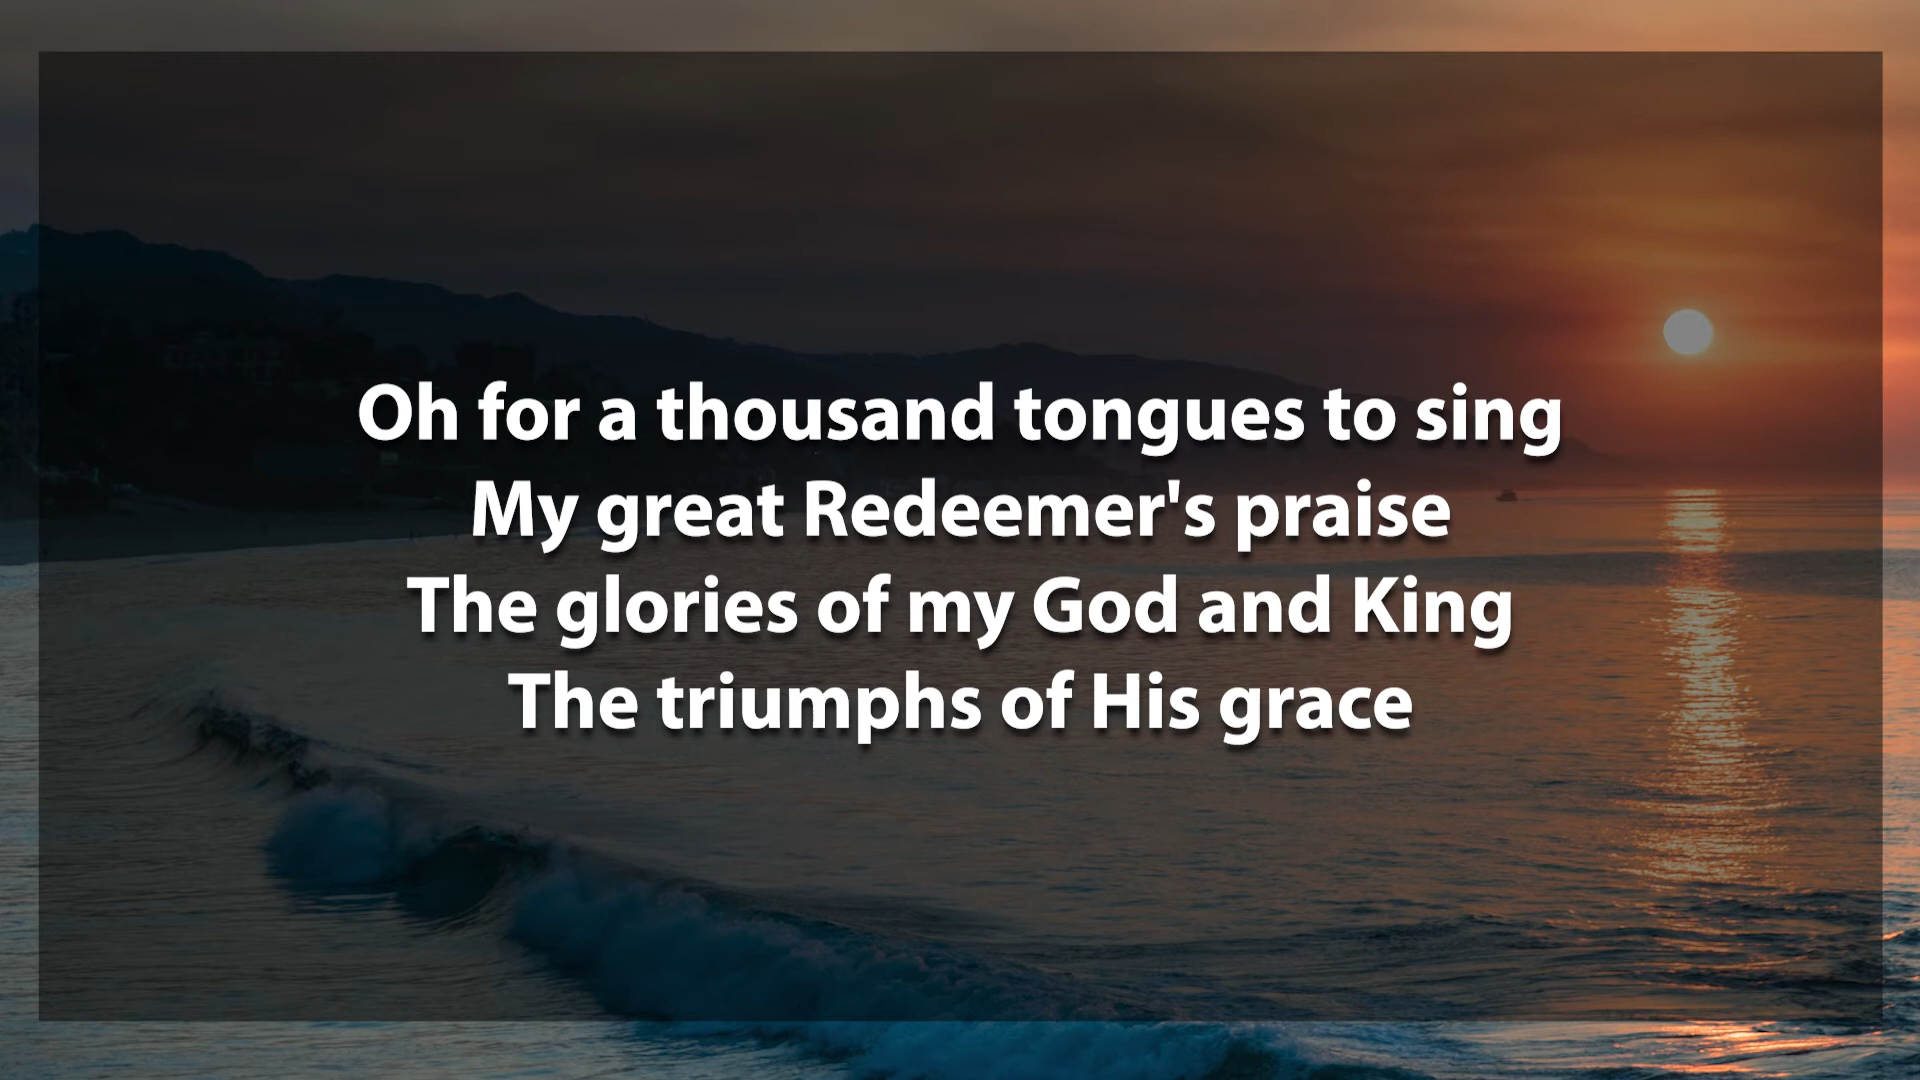 Oh for a thousand tongues to sing
My great Redeemer's praise
The glories of my God and King
The triumphs of His grace